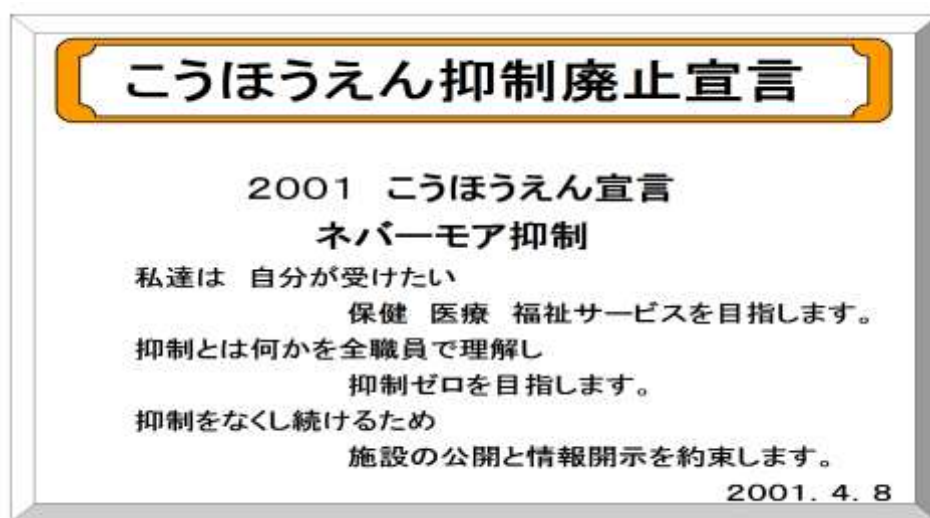 こうほうえん抑制廃止宣言
2001　こうほうえん宣言
ネバーモア抑制
私達は　自分が受けたい
保健　医療　福祉サービスを目指します。
抑制とは何かを全職員で理解し
抑制ゼロを目指します。
抑制をなくし続けるため
施設の公開と情報開示を約束します。
2001. 4. 8